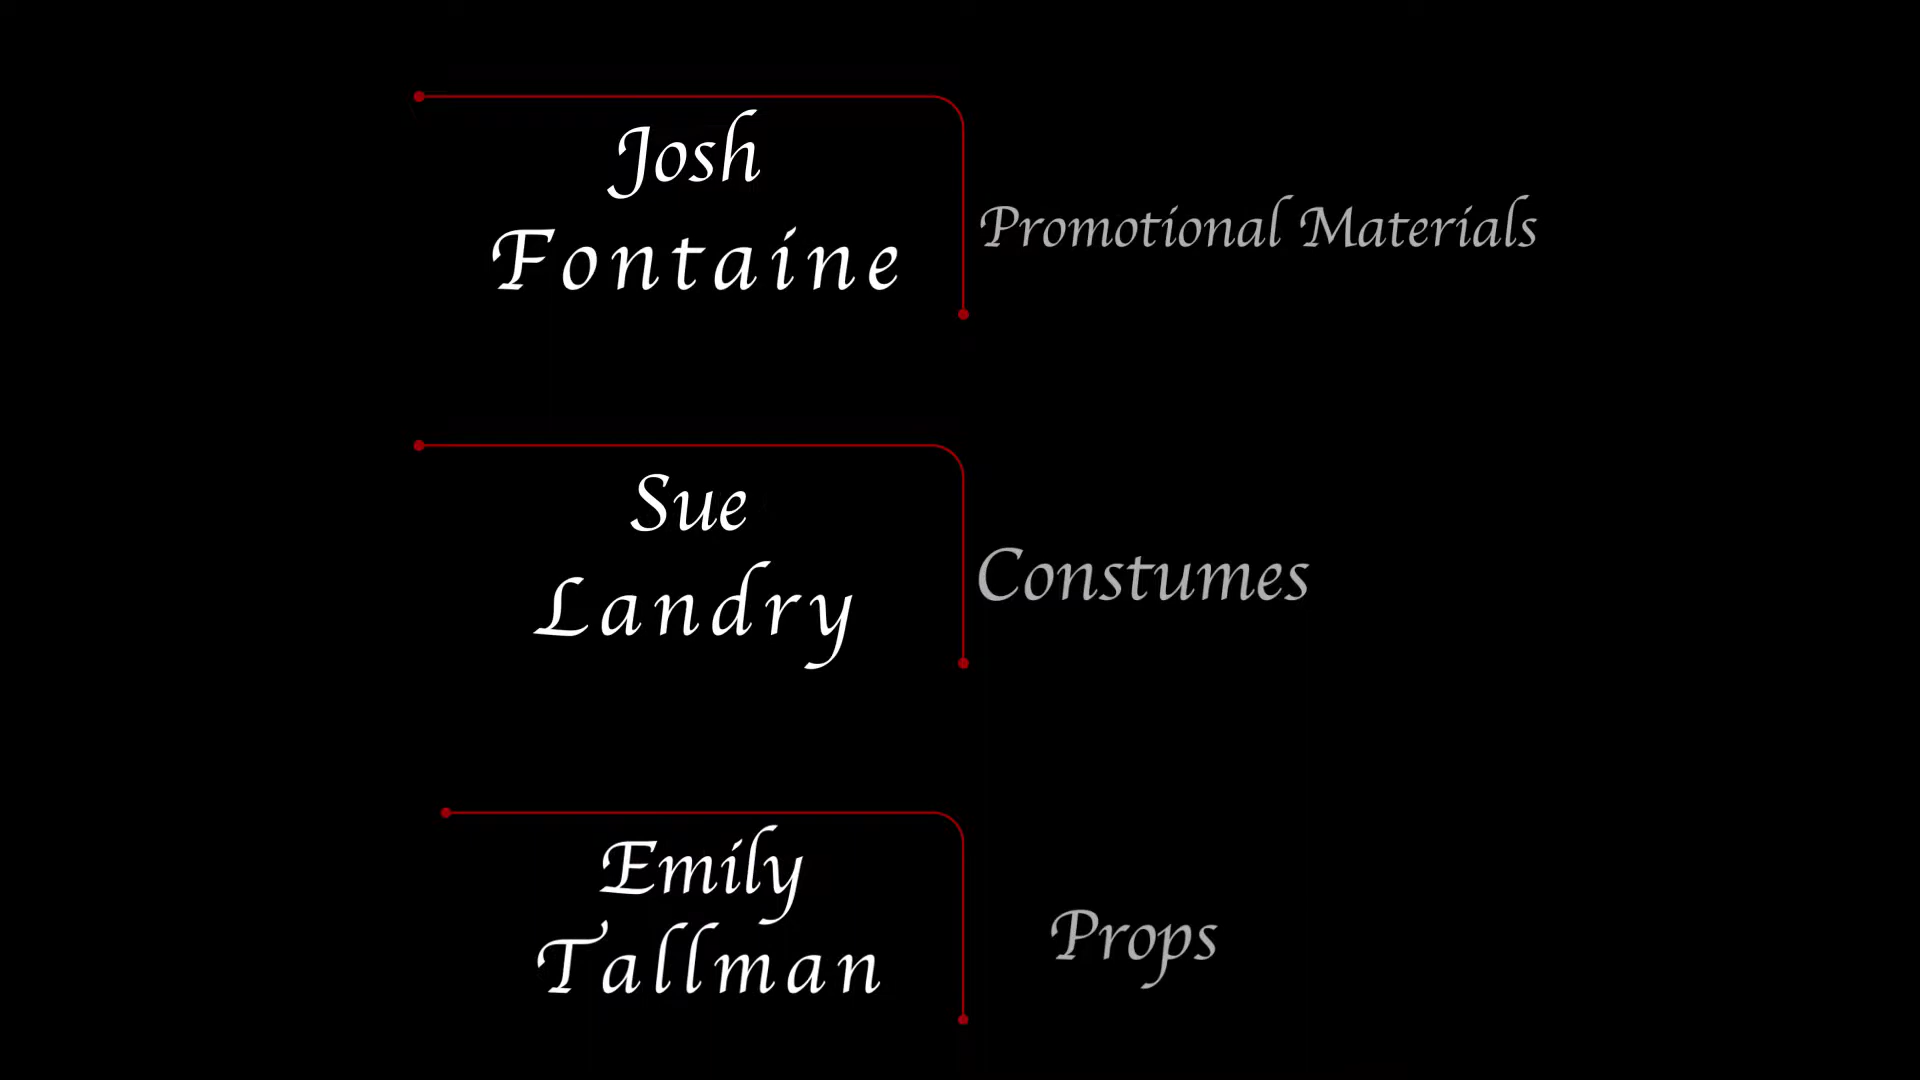 Josh
Fontaine
Promotional Materials
Sue
Landry
Constumes
Emily
Tallman
Props